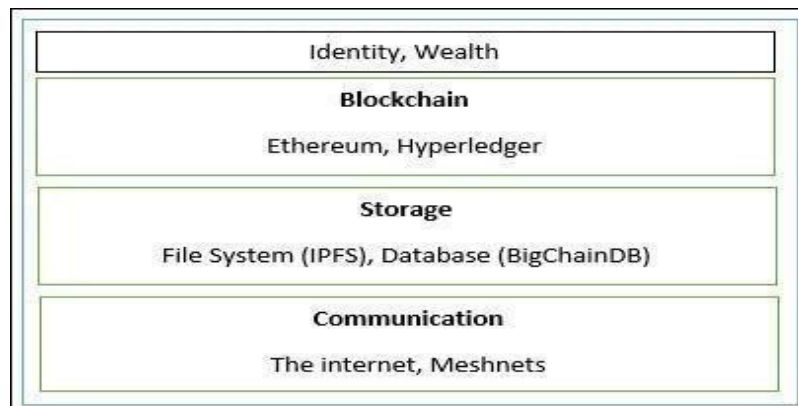 Identity, Wealth
Blockchain
Ethereum, Hyperledger
Storage
File System (IPFS), Database (BigChainDB)
Communication
The internet, Meshnets